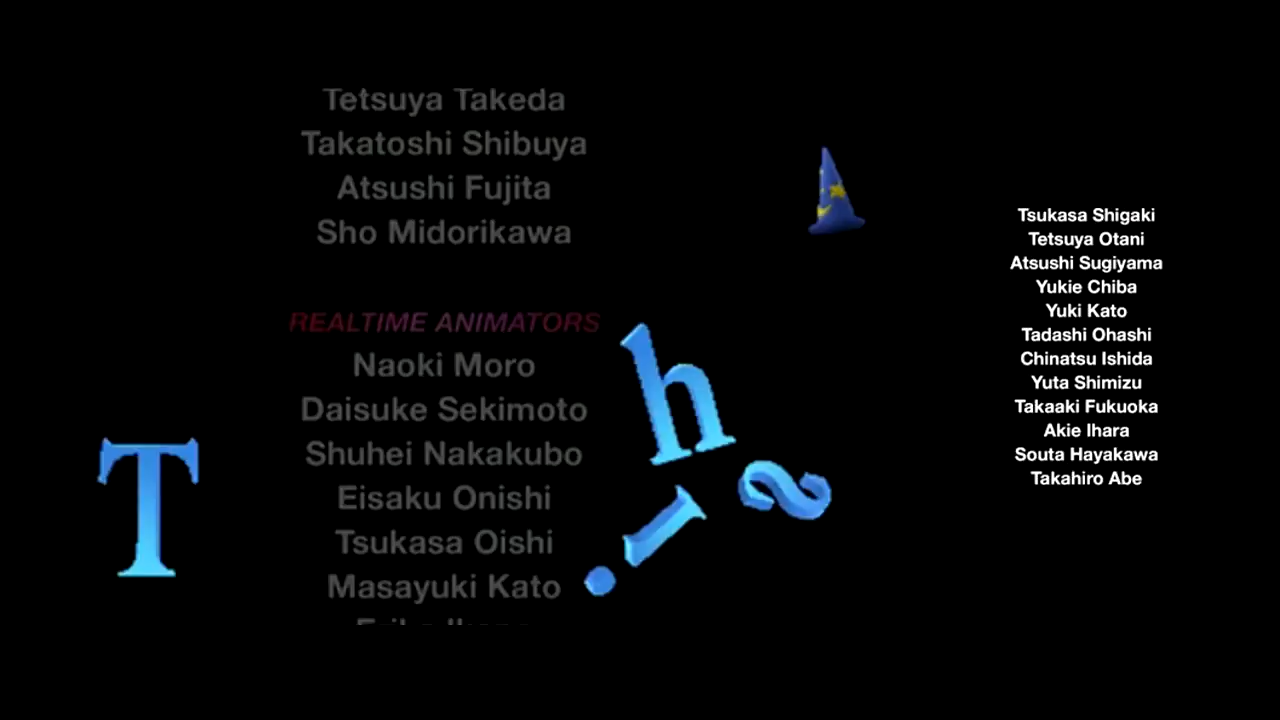 Tetsuya Takeda
Takatoshi Shibuya
Atsushi Fujita
Sho Midorikawa
REALTIME ANIMATORS
Naoki Moro
Daisuke Sekimoto
Shuhei Nakakubo
Eisaku Onishi
Tsukasa Oishi
Masayuki Kato
This
Tsukasa Shigaki
Tetsuya Otani
Atsushi Sugiyama
Yukie Chiba
Yuki Kato
Tadashi Ohashi
Chinatsu Ishida
Yuta Shimizu
Takaaki Fukuoka
Akie Ihara
Souta Hayakawa
Takahiro Abe